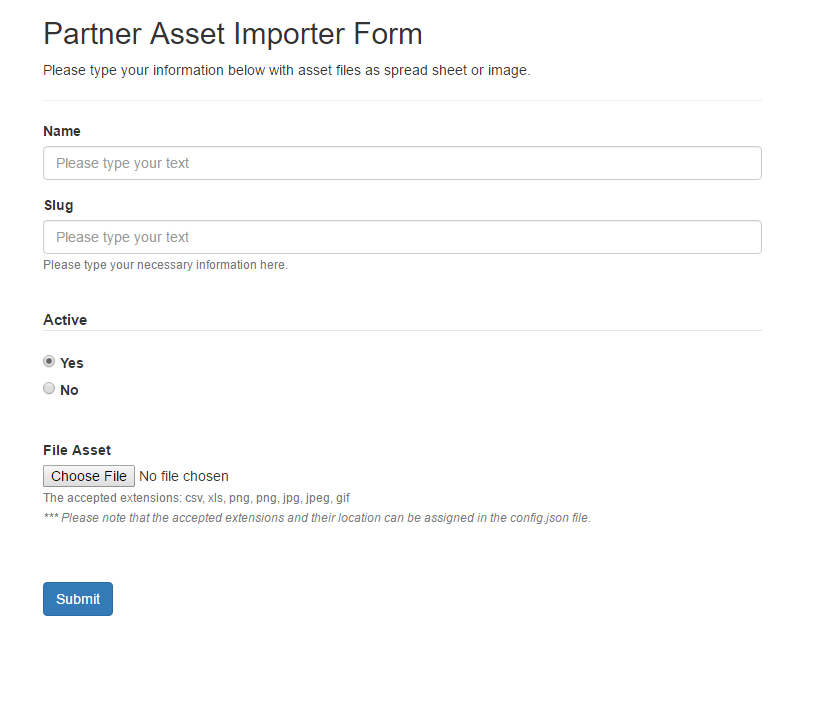 Partner Asset Importer Form
Please type your information below with asset files as spread sheet or image.
Name
Please type your text
Slug
Please type your text
Please type your necessary information here.
Active
Yes
No
File Asset
Choose File No file chosen
The accepted extensions: csv, xls, png, png, jpg, jpeg, gif
*** Please note that the accepted extensions and their location can be assigned in the config.json file.
Submit